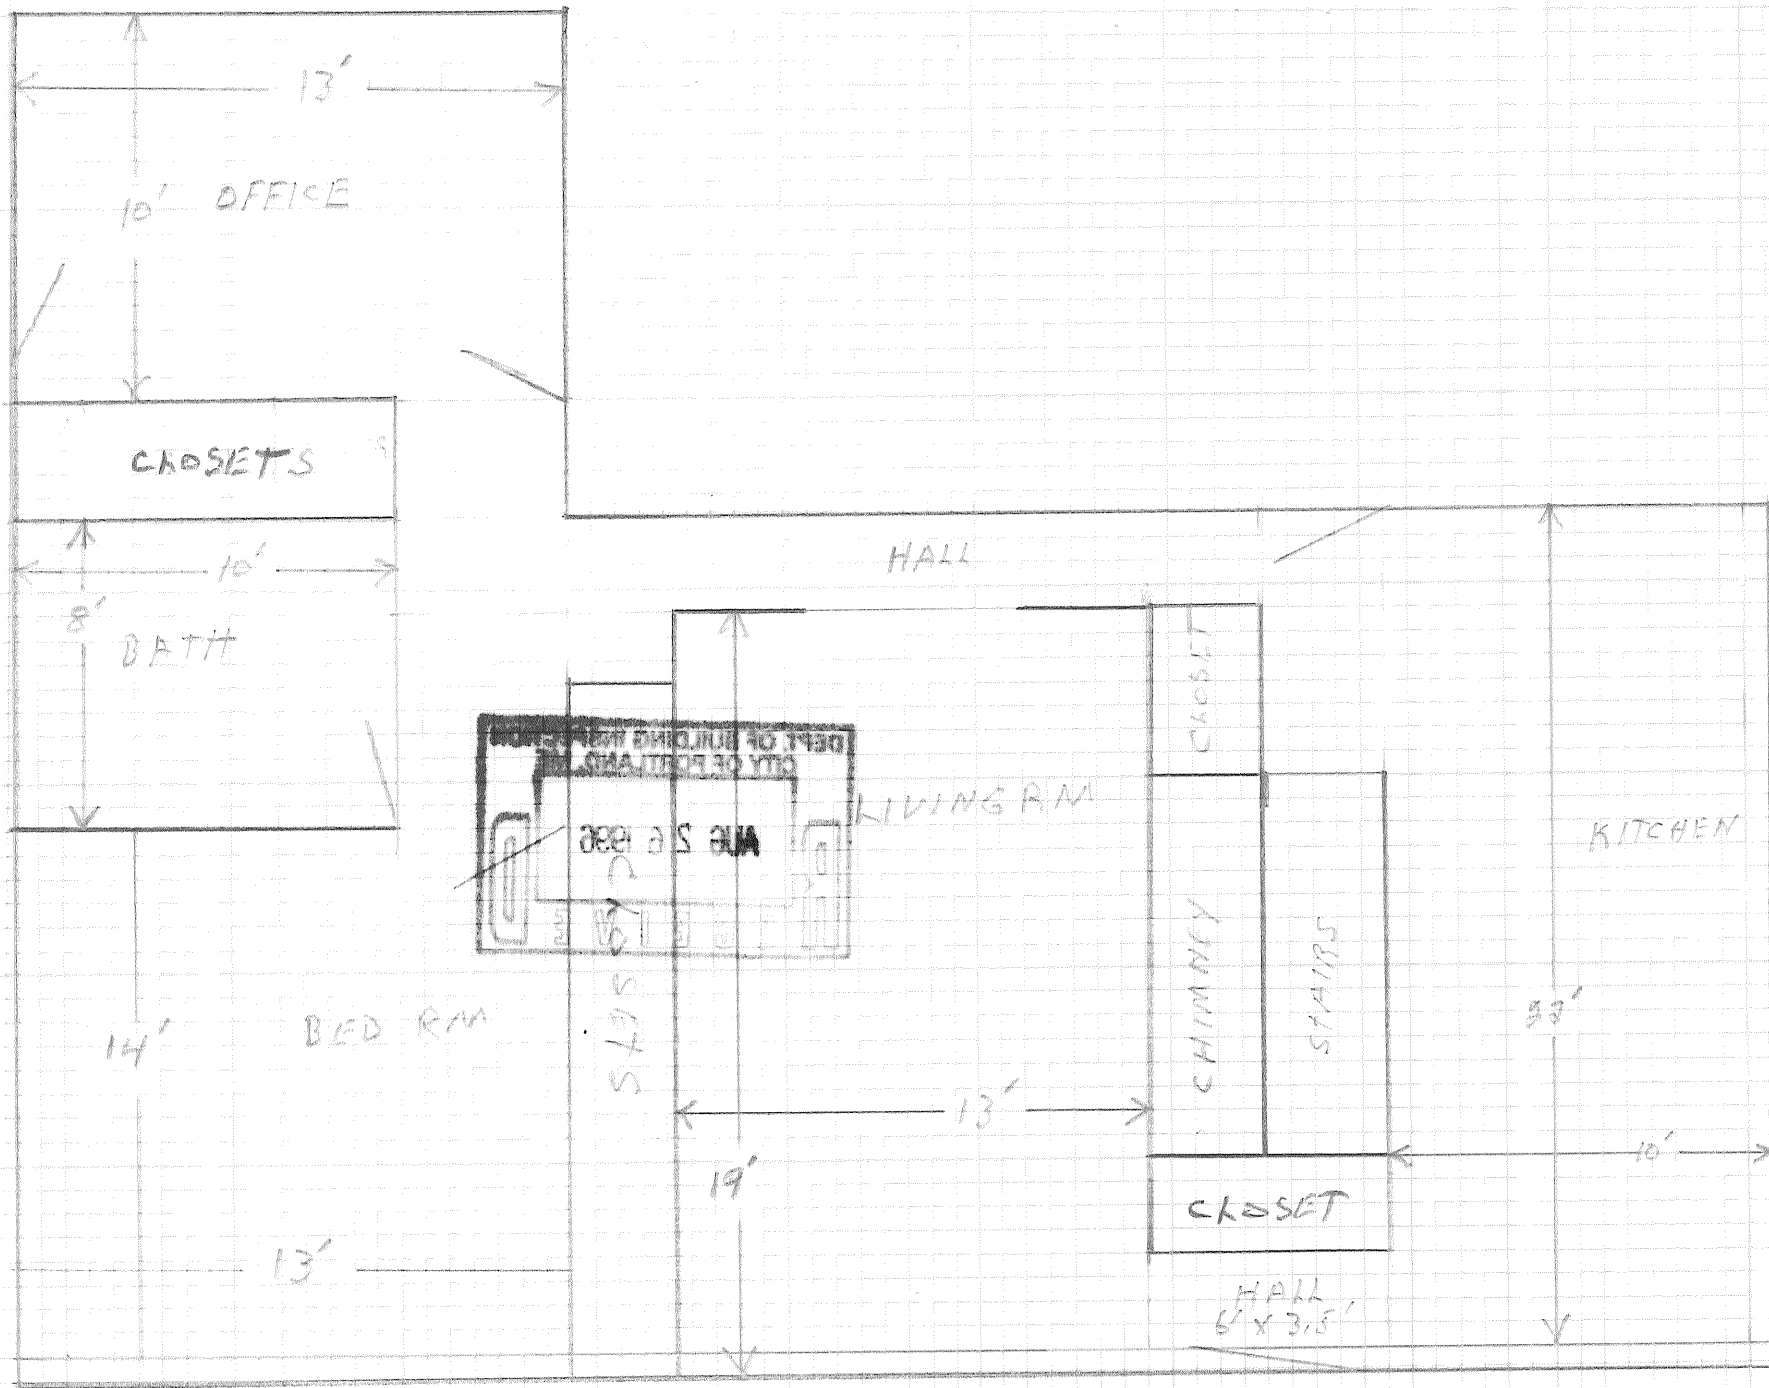 13'
10' OFFICE
CLOSETS
10'
8'
BATH
HALL
CLOSET
DEPT. OF BUILDING INSPECTION
CITY OF PORTLAND, ME
AUG 26 1996
LIVING RM
KITCHEN
CLOSETS
CHIMNEY
STAIRS
14'
BED RM
13'
19'
10'
CLOSET
13'
HALL
6' X 3.5'